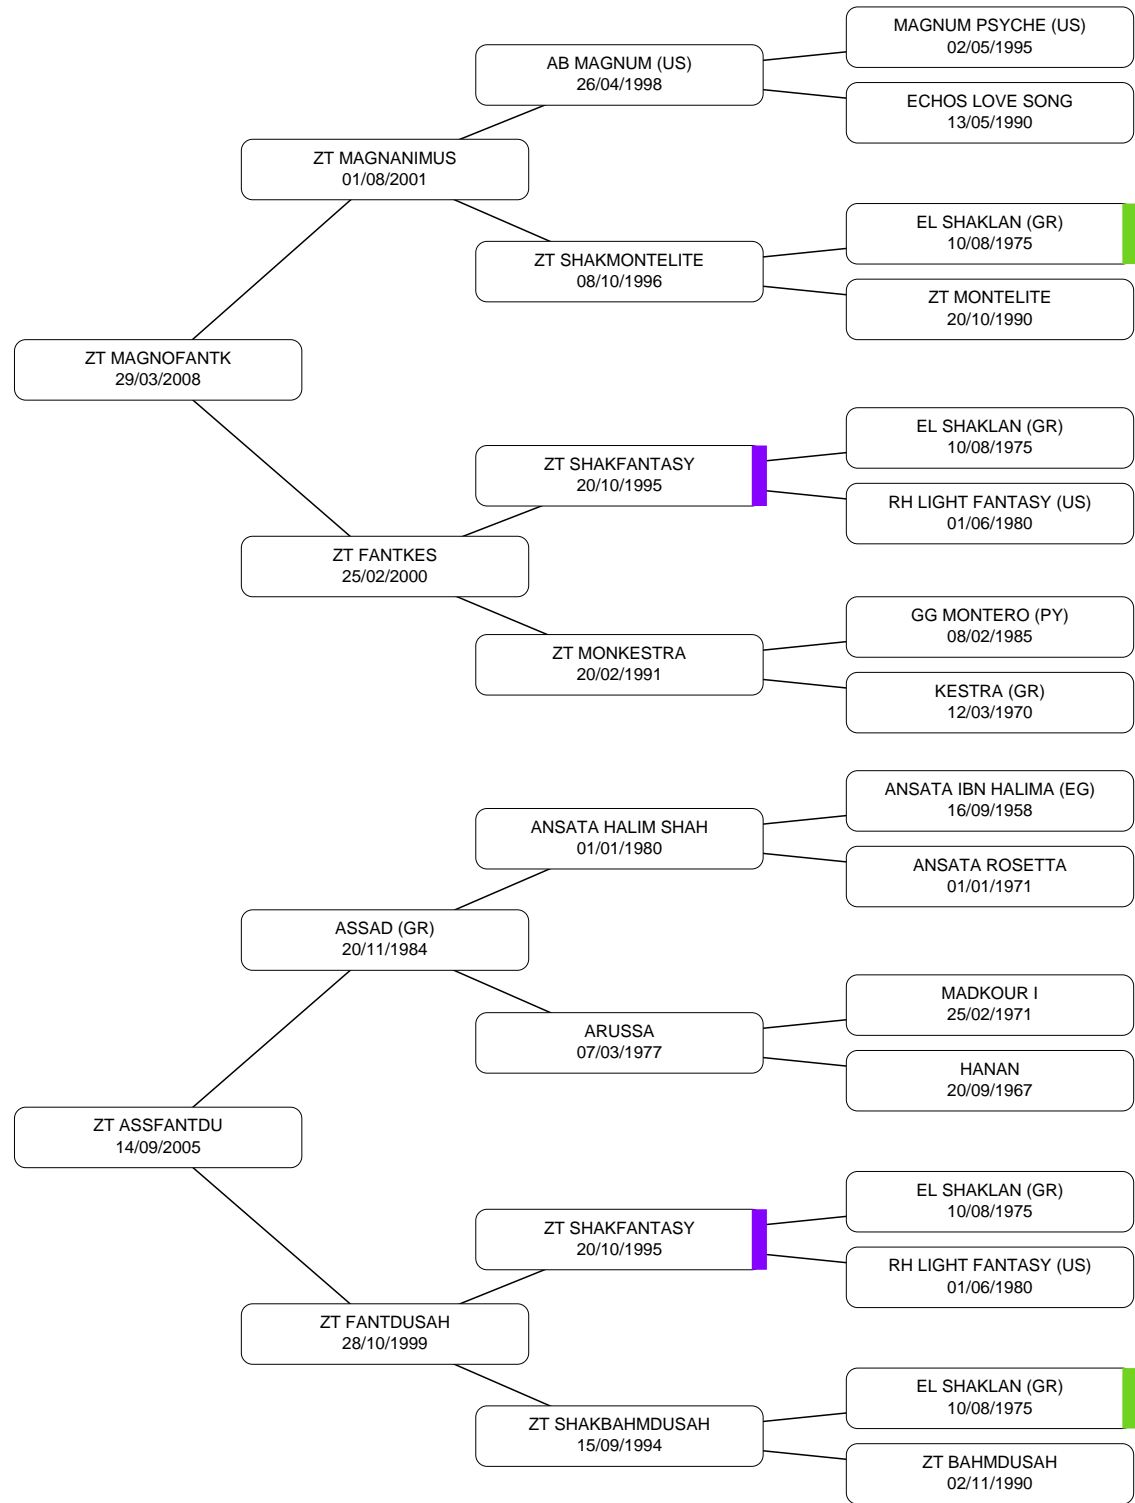 MAGNUM PSYCHE (US)
02/05/1995
AB MAGNUM (US)
26/04/1998
ECHOS LOVE SONG
13/05/1990
ZT MAGNANIMUS
01/08/2001
EL SHAKLAN (GR)
10/08/1975
ZT SHAKMONTELITE
08/10/1996
ZT MONTELITE
20/10/1990
ZT MAGNOFANTK
29/03/2008
EL SHAKLAN (GR)
10/08/1975
ZT SHAKFANTASY
20/10/1995
RH LIGHT FANTASY (US)
01/06/1980
ZT FANTKES
25/02/2000
GG MONTERO (PY)
08/02/1985
ZT MONKESTRA
20/02/1991
KESTRA (GR)
12/03/1970
ANSATA IBN HALIMA (EG)
16/09/1958
ANSATA HALIM SHAH
01/01/1980
ANSATA ROSETTA
01/01/1971
ASSAD (GR)
20/11/1984
MADKOUR I
25/02/1971
ARUSSA
07/03/1977
HANAN
20/09/1967
ZT ASSFANTDU
14/09/2005
EL SHAKLAN (GR)
10/08/1975
ZT SHAKFANTASY
20/10/1995
RH LIGHT FANTASY (US)
01/06/1980
ZT FANTDUSAH
28/10/1999
EL SHAKLAN (GR)
10/08/1975
ZT SHAKBAHMDUSAH
15/09/1994
ZT BAHMDUSAH
02/11/1990